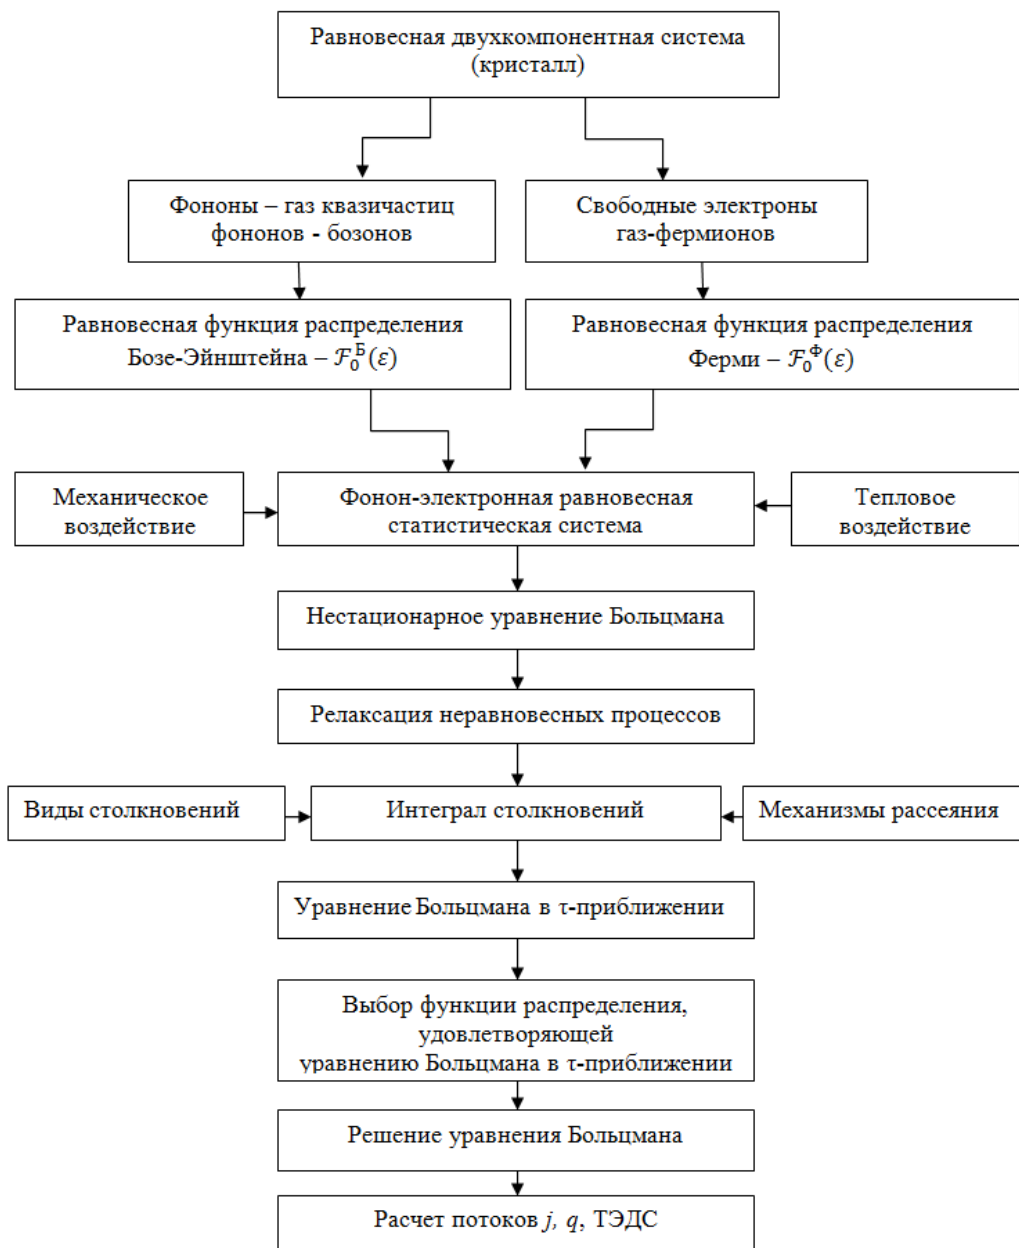 Равновесная двухкомпонентная система
(кристалл)
Фононы – газ квазичастиц
фононов - бозонов
Свободные электроны
газ-фермионов
Равновесная функция распределения
Бозе-Эйнштейна – ℱ₀ᴮ(ε)
Равновесная функция распределения
Ферми – ℱ₀ᶲ(ε)
Механическое
воздействие
Фонон-электронная равновесная
статистическая система
Тепловое
воздействие
Нестационарное уравнение Больцмана
Релаксация неравновесных процессов
Виды столкновений
Интеграл столкновений
Механизмы рассеяния
Уравнение Больцмана в τ-приближении
Выбор функции распределения,
удовлетворяющей
уравнению Больцмана в τ-приближении
Решение уравнения Больцмана
Расчет потоков j, q, ТЭДС